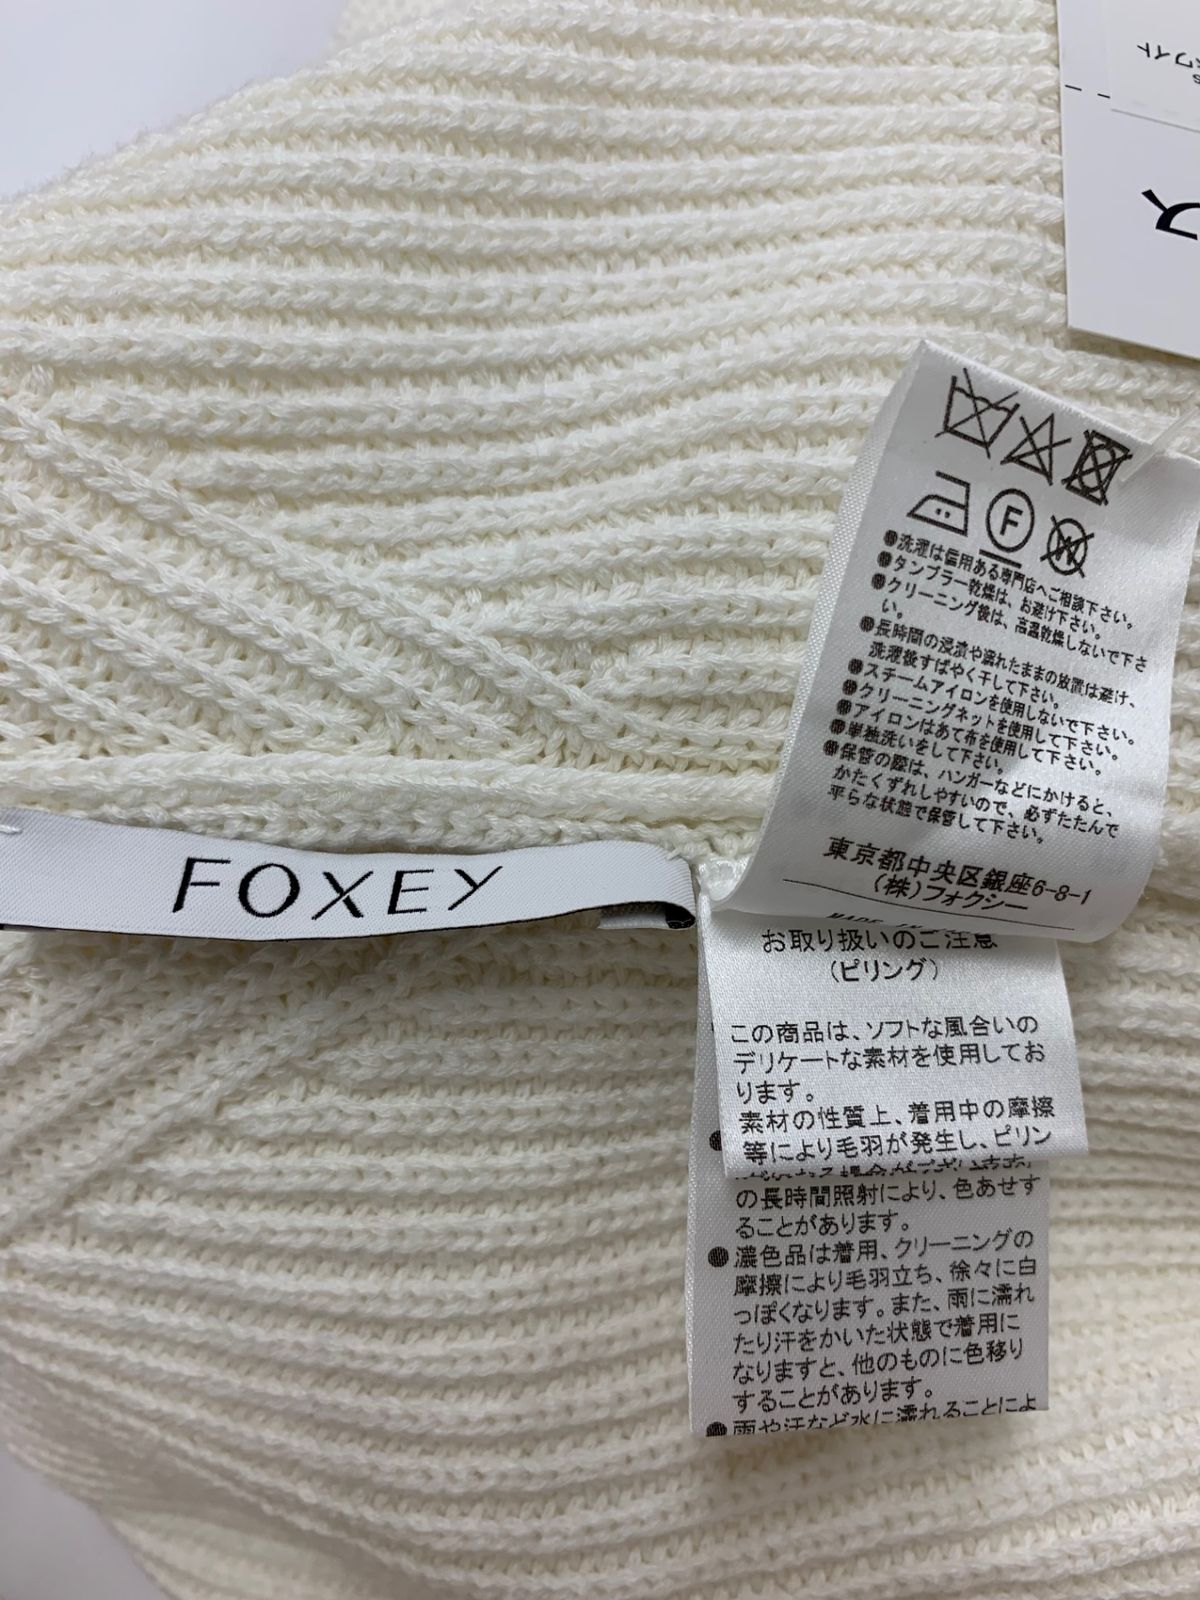 ワイト
ス
FOXEY
F
W
●洗濯は信用ある専門店へご相談下さい。
●タンブラー乾燥は、お避け下さい。
●クリーニング後は、高温乾燥しないで下さ
い。
●長時間の浸漬や濡れたままの放置は避け、
洗濯後すばやく干して下さい。
●スチームアイロンを使用しないで下さい。
●クリーニングネットを使用して下さい。
●アイロンはあて布を使用して下さい。
●単独洗いをして下さい。
●保管の際は、ハンガーなどにかけると、
かたくずれしやすいので、必ずたたんで
平らな状態で保管して下さい。
東京都中央区銀座6-8-1
(株)フォクシー
MADE
お取り扱いのご注意
(ピリング)
この商品は、ソフトな風合いの
デリケートな素材を使用してお
ります。
素材の性質上、着用中の摩擦
等により毛羽が発生し、ピリン
の長時間照射により、色あせす
ることがあります。
●濃色品は着用、クリーニングの
摩擦により毛羽立ち、徐々に白
っぽくなります。また、雨に濡れ
たり汗をかいた状態で着用に
なりますと、他のものに色移り
することがあります。
●雨や汗など水に濡れることによ